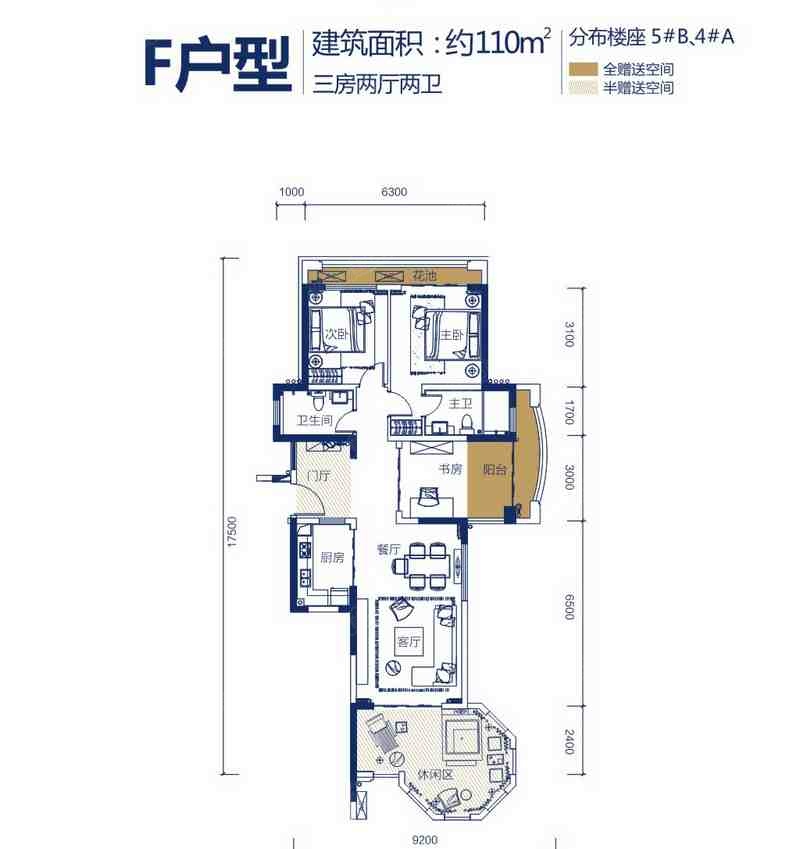 F户型
建筑面积：约110m²
三房两厅两卫
分布楼座 5#B、4#A
全赠送空间
半赠送空间
1000
6300
花池
次卧
主卧
3100
卫生间
主卫
1700
门厅
书房
阳台
3000
17500
厨房
餐厅
6500
客厅
2400
休闲区
9200